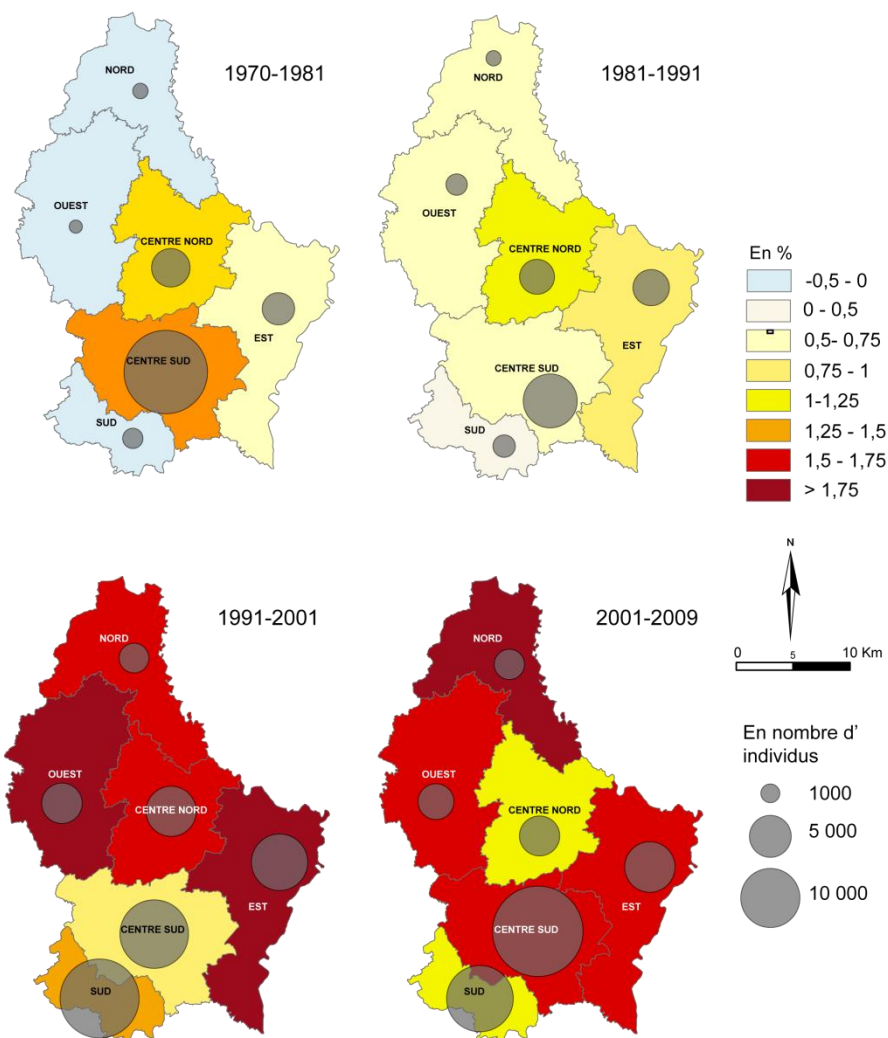 1970-1981
NORD
OUEST
CENTRE NORD
EST
CENTRE SUD
SUD
1981-1991
NORD
OUEST
CENTRE NORD
EST
CENTRE SUD
SUD
En %
-0,5 - 0
0 - 0,5
0,5- 0,75
0,75 - 1
1-1,25
1,25 - 1,5
1,5 - 1,75
> 1,75
1991-2001
NORD
OUEST
CENTRE NORD
EST
CENTRE SUD
SUD
2001-2009
NORD
OUEST
CENTRE NORD
EST
CENTRE SUD
SUD
N
0 5 10 Km
En nombre d'
individus
1000
5 000
10 000